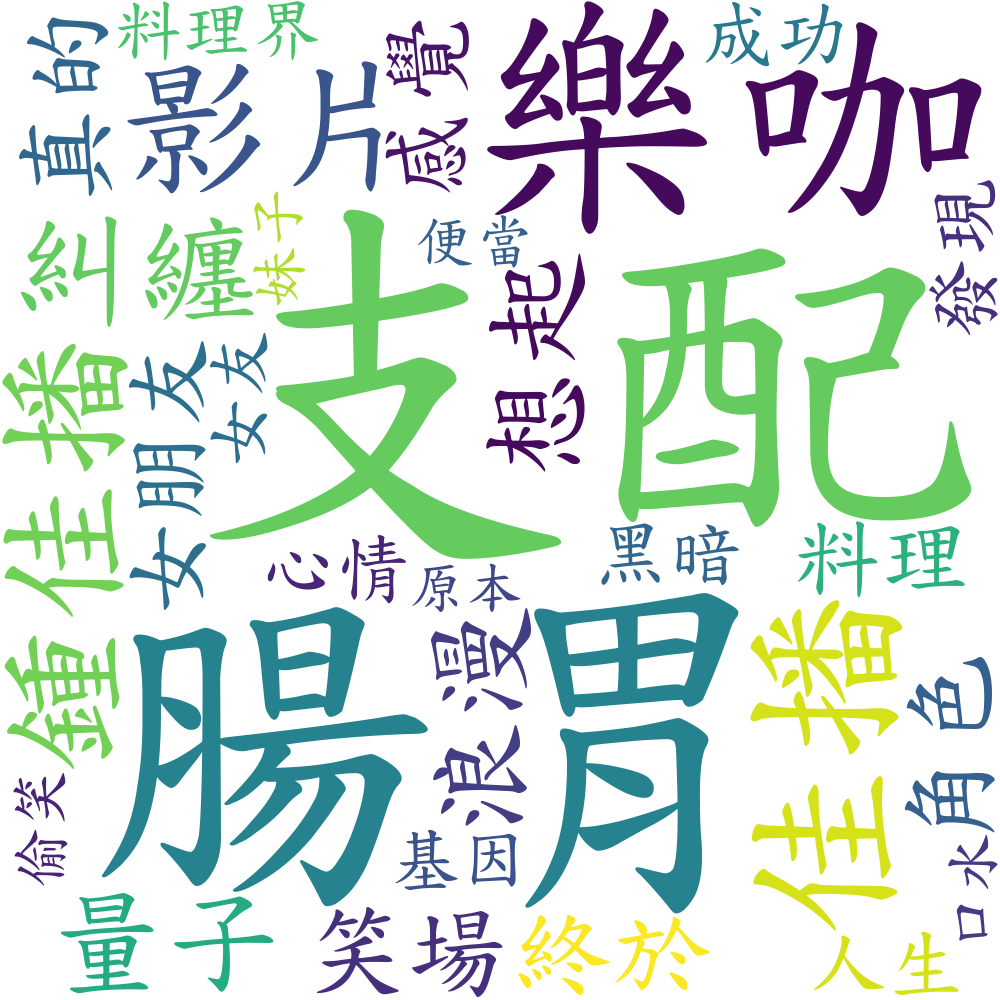 料理界
成功
真的
影片
感覺
樂咖
發現
糾纏
妹子
便當
想起
支配
鍾佳播
女朋友
女友
心情
原本
黑暗
料理
腸胃
浪漫
佳播
角色
偷笑
基因
口水
量子
笑場
終於
人生